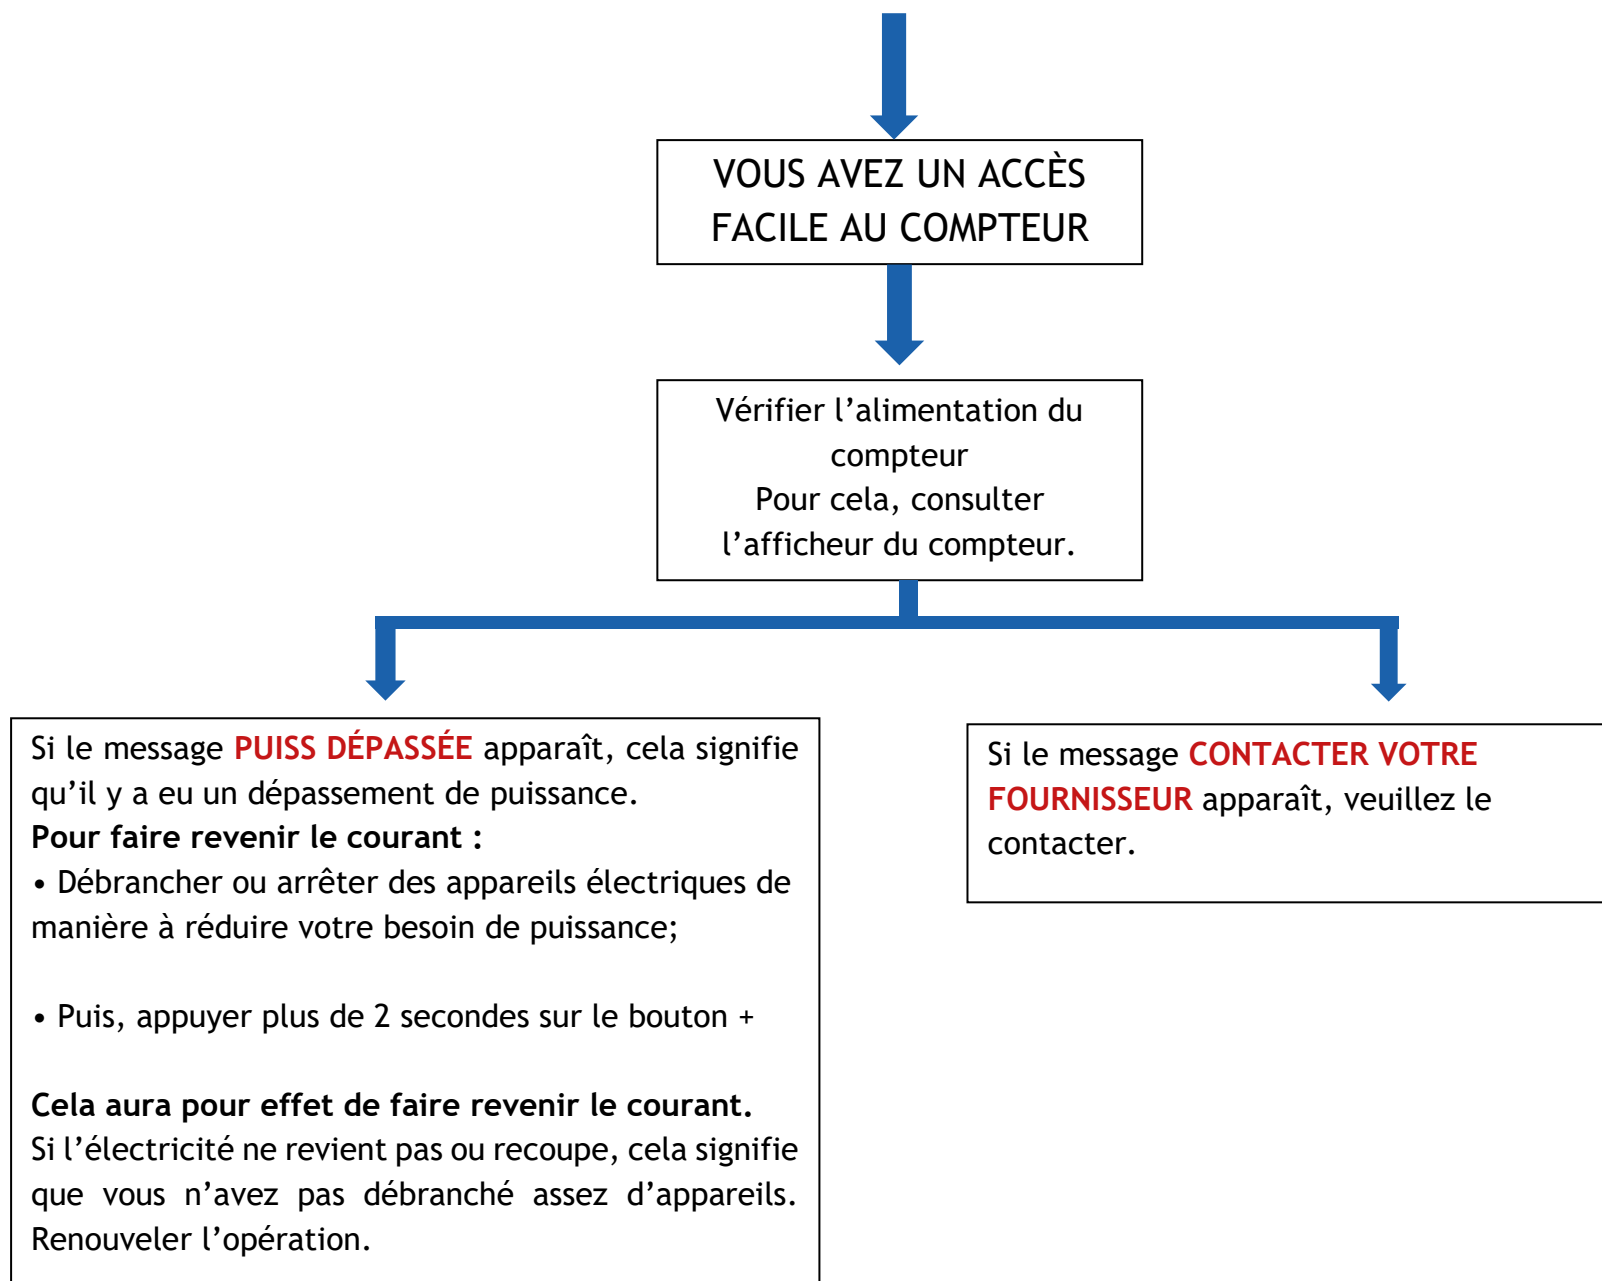 VOUS AVEZ UN ACCÈS
FACILE AU COMPTEUR
Vérifier l’alimentation du
compteur
Pour cela, consulter
l’afficheur du compteur.
Si le message PUISS DÉPASSÉE apparaît, cela signifie
qu’il y a eu un dépassement de puissance.
Pour faire revenir le courant :
• Débrancher ou arrêter des appareils électriques de
manière à réduire votre besoin de puissance;
• Puis, appuyer plus de 2 secondes sur le bouton +
Cela aura pour effet de faire revenir le courant.
Si l’électricité ne revient pas ou recoupe, cela signifie
que vous n’avez pas débranché assez d’appareils.
Renouveler l’opération.
Si le message CONTACTER VOTRE
FOURNISSEUR apparaît, veuillez le
contacter.